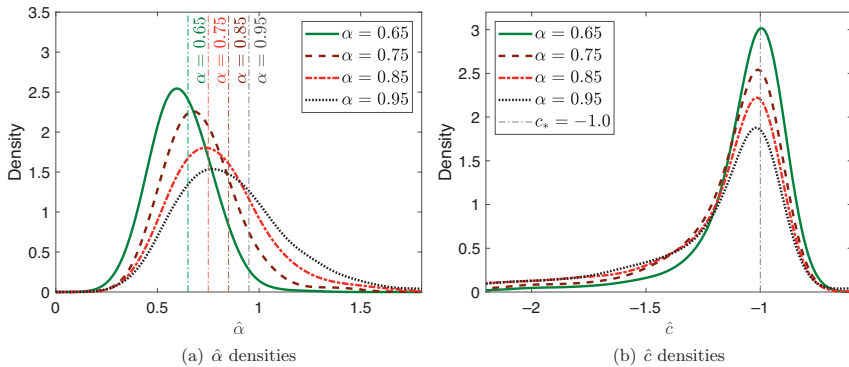 3.5
3
2.5
2
1.5
1
0.5
0
Density
0
0.5
1
1.5
α̂
α = 0.65
α = 0.75
α = 0.85
α = 0.95
α = 0.65
α = 0.75
α = 0.85
α = 0.95
(a) α̂ densities
3
2.5
2
1.5
1
0.5
0
Density
−2
−1.5
−1
ĉ
α = 0.65
α = 0.75
α = 0.85
α = 0.95
c* = −1.0
(b) ĉ densities